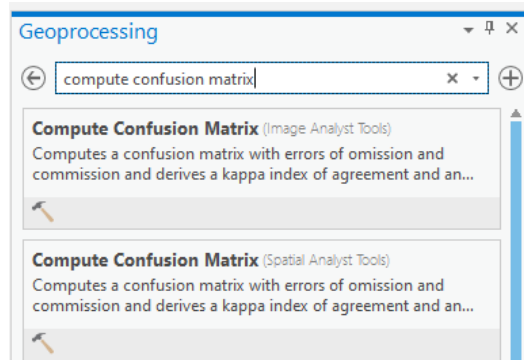 Geoprocessing
compute confusion matrix
Compute Confusion Matrix (Image Analyst Tools)
Computes a confusion matrix with errors of omission and
commission and derives a kappa index of agreement and an...
Compute Confusion Matrix (Spatial Analyst Tools)
Computes a confusion matrix with errors of omission and
commission and derives a kappa index of agreement and an...